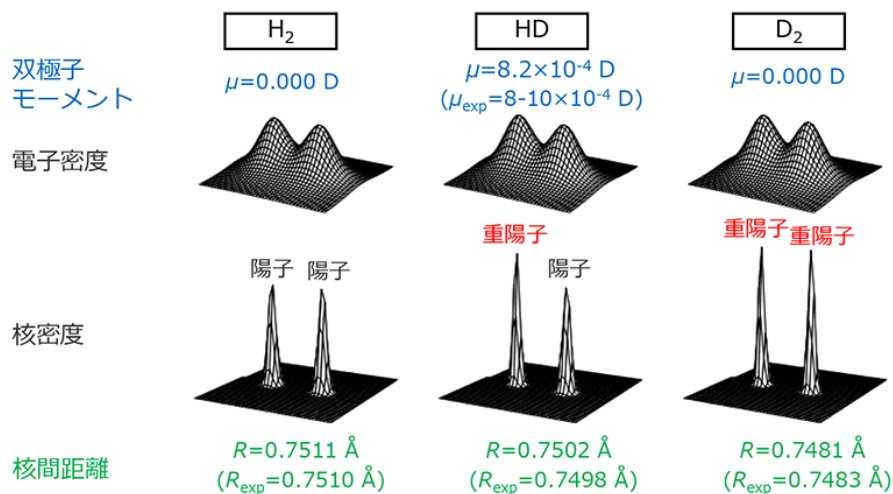 H₂ HD D₂
双極子
モーメント
μ=0.000 D
μ=8.2×10⁻⁴ D
(μexp=8-10×10⁻⁴ D)
μ=0.000 D
電子密度
重陽子
重陽子 重陽子
陽子 陽子
陽子
核密度
核間距離
R=0.7511 Å
(Rexp=0.7510 Å)
R=0.7502 Å
(Rexp=0.7498 Å)
R=0.7481 Å
(Rexp=0.7483 Å)